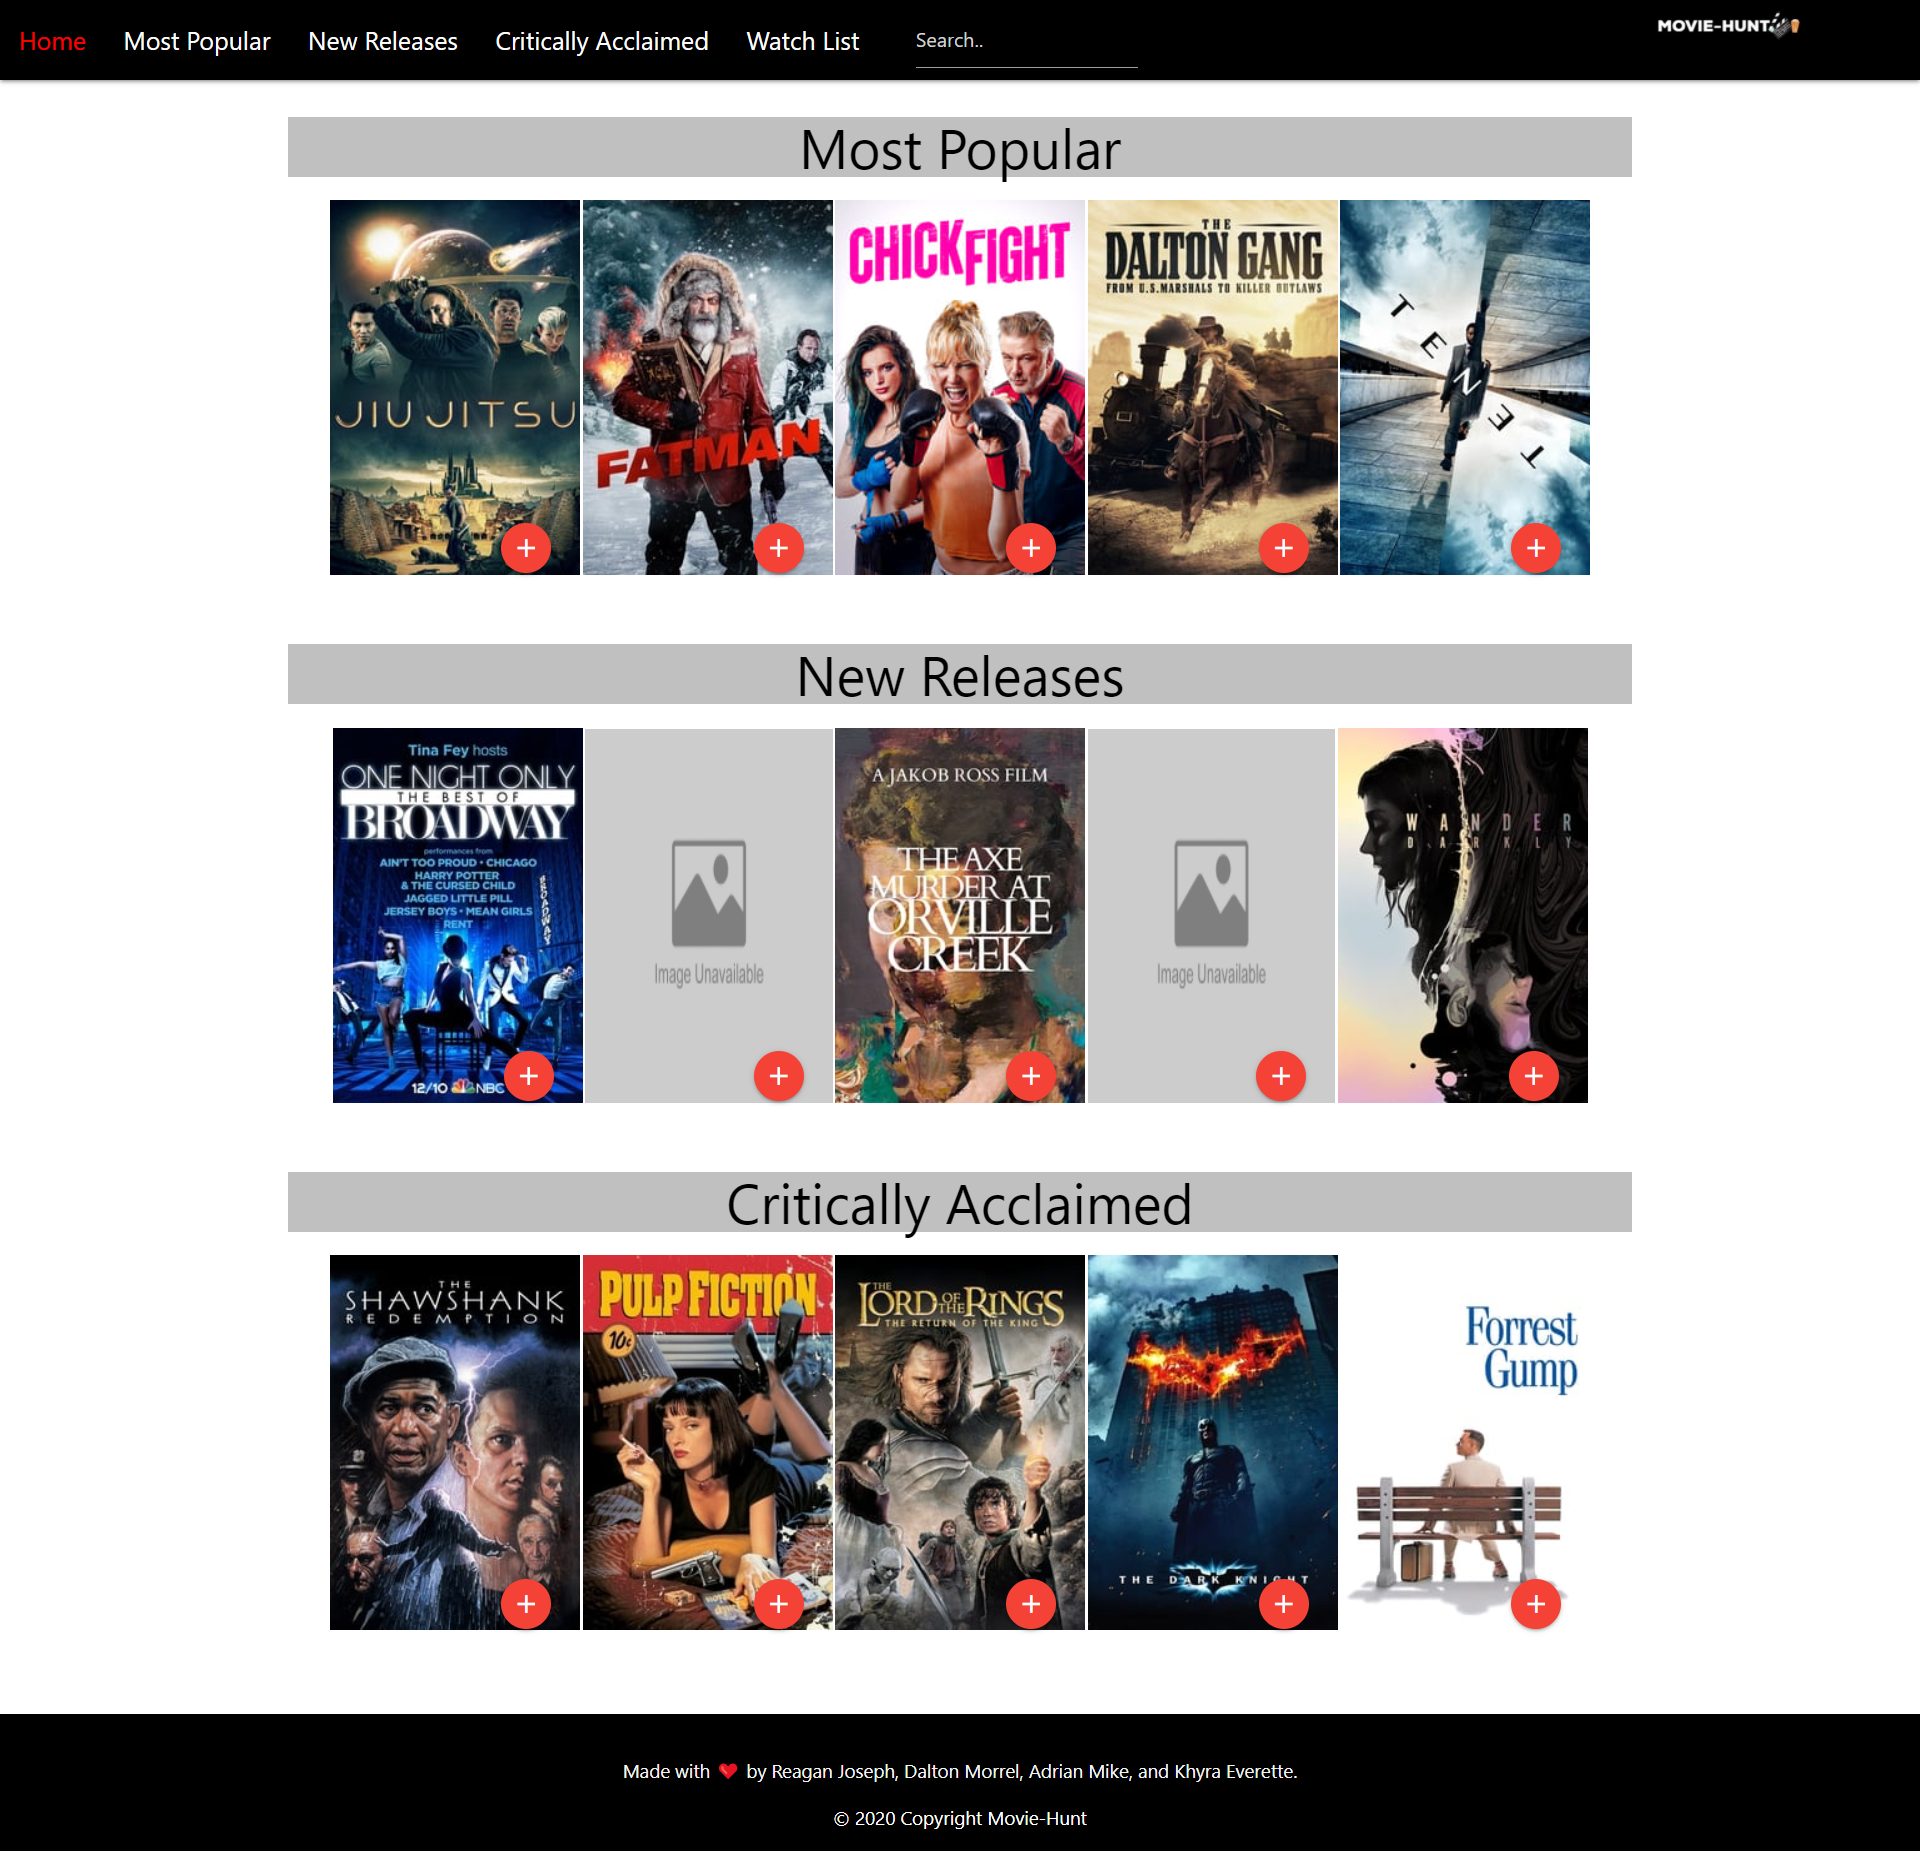 Home Most Popular New Releases Critically Acclaimed Watch List Search..
MOVIE-HUNT
Most Popular
JIU JITSU
FATMAN
CHICKFIGHT
THE
DALTON GANG
FROM U.S. MARSHALS TO KILLER OUTLAWS
TENET
New Releases
Tina Fey hosts
ONE NIGHT ONLY
THE BEST OF
BROADWAY
performances from
AIN'T TOO PROUD • CHICAGO
HARRY POTTER
& THE CURSED CHILD
JAGGED LITTLE PILL
JERSEY BOYS • MEAN GIRLS
RENT
BROADWAY
12/10 NBC
Image Unavailable
A JAKOB ROSS FILM
THE AXE
MURDER AT
ORVILLE
CREEK
Image Unavailable
WANDER
DARKLY
Critically Acclaimed
THE
SHAWSHANK
REDEMPTION
PULP FICTION
10¢
THE
LORD OF THE RINGS
THE RETURN OF THE KING
THE DARK KNIGHT
Forrest
Gump
Made with ❤ by Reagan Joseph, Dalton Morrel, Adrian Mike, and Khyra Everette.
© 2020 Copyright Movie-Hunt